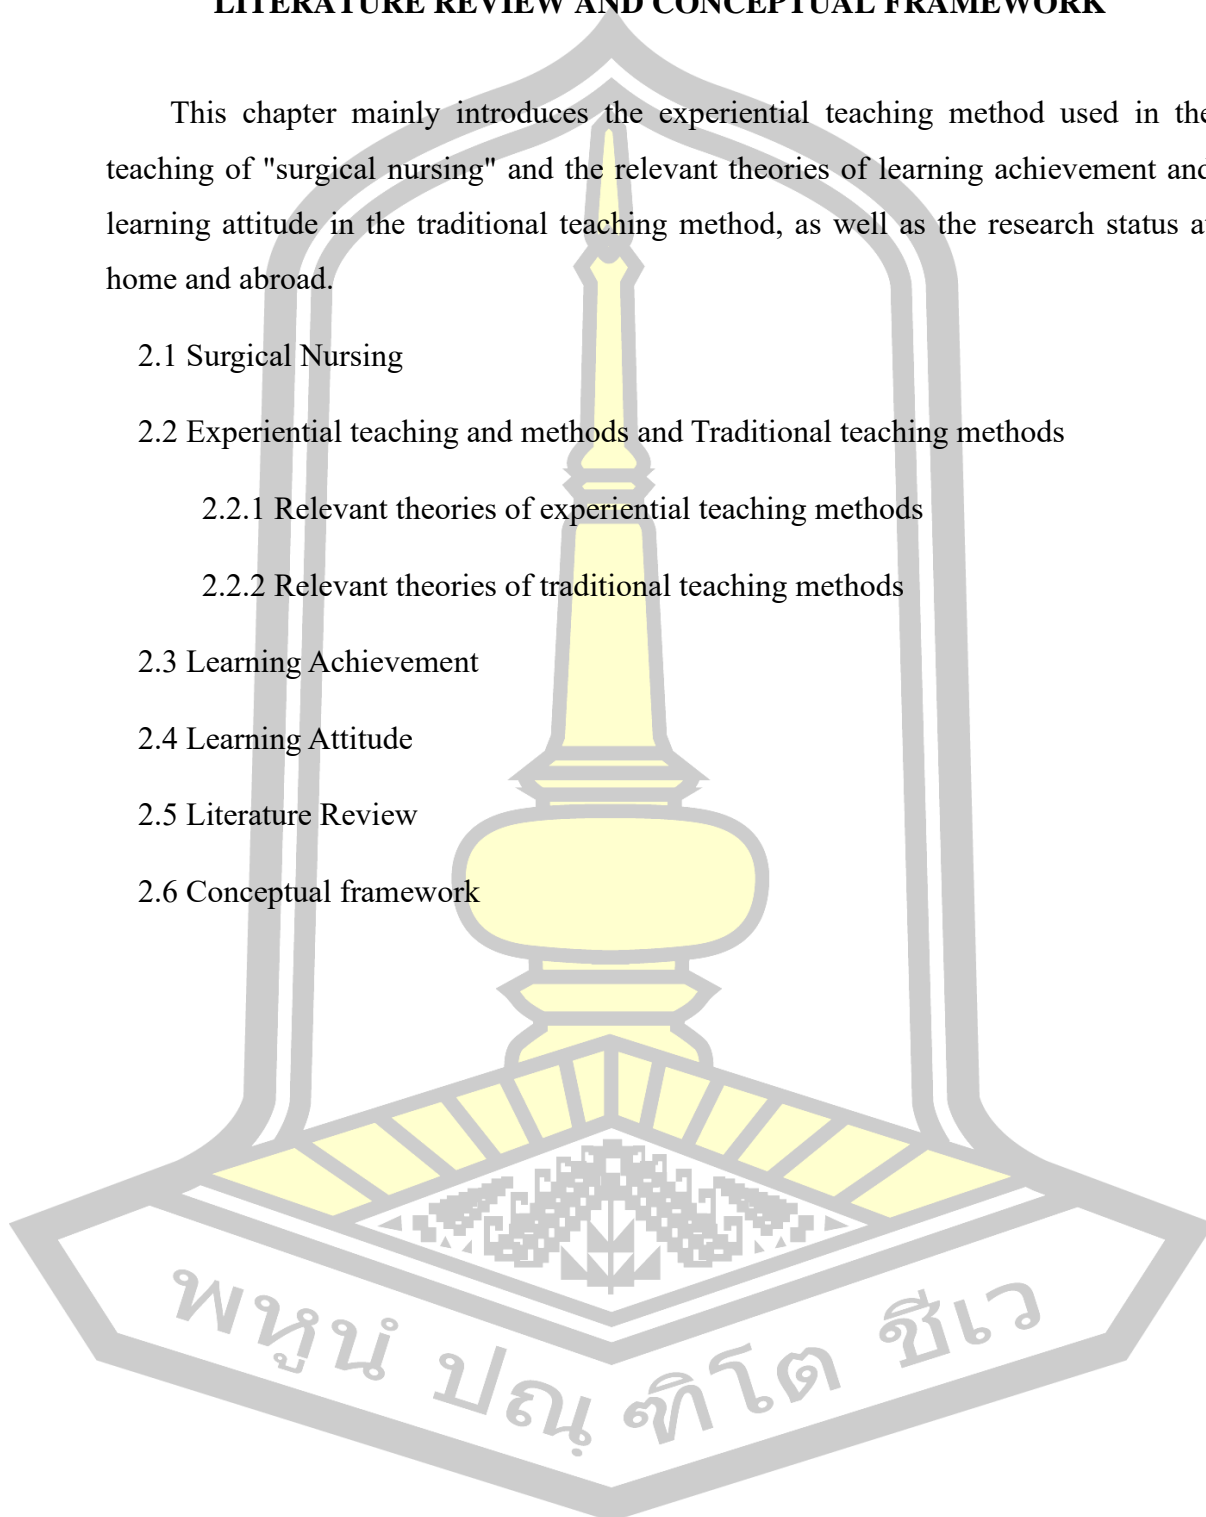 LITERATURE REVIEW AND CONCEPTUAL FRAMEWORK
This chapter mainly introduces the experiential teaching method used in the
teaching of "surgical nursing" and the relevant theories of learning achievement and
learning attitude in the traditional teaching method, as well as the research status at
home and abroad.
2.1 Surgical Nursing
2.2 Experiential teaching and methods and Traditional teaching methods
2.2.1 Relevant theories of experiential teaching methods
2.2.2 Relevant theories of traditional teaching methods
2.3 Learning Achievement
2.4 Learning Attitude
2.5 Literature Review
2.6 Conceptual framework
พหูนํ ปณฺฑิโต ชีเว